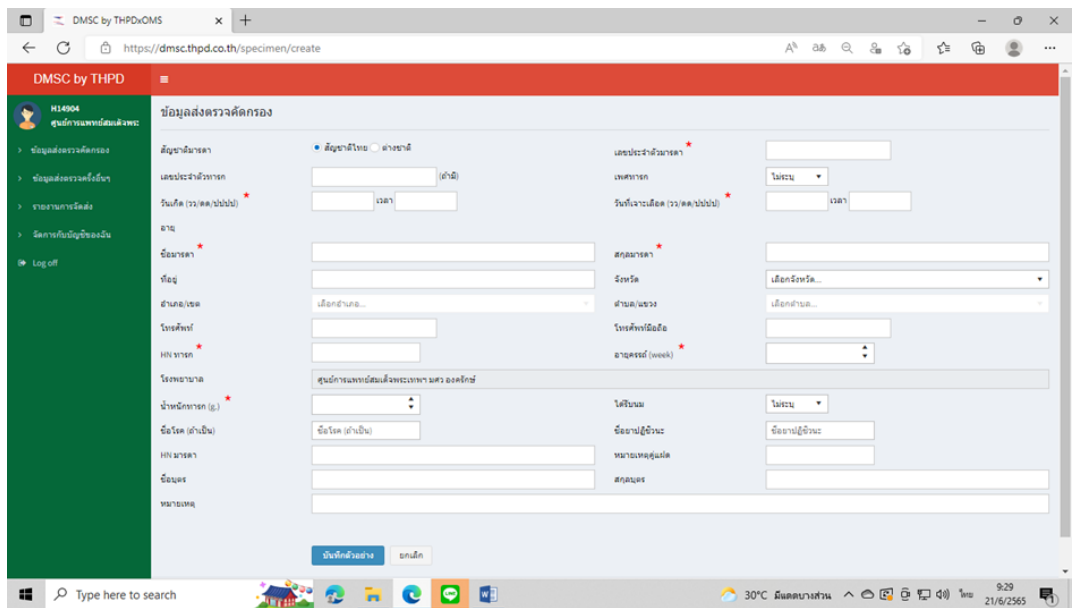 DMSC by THPDxOMS
https://dmsc.thpd.co.th/specimen/create
DMSC by THPD
H14904
ศูนย์การแพทย์สมเด็จพระ
ข้อมูลส่งตรวจคัดกรอง
ข้อมูลส่งตรวจครั้งอื่นๆ
รายงานการจัดส่ง
จัดการกับบัญชีของฉัน
Log off
ข้อมูลส่งตรวจคัดกรอง
สัญชาติมารดา สัญชาติไทย ต่างชาติ เลขประจำตัวมารดา *
เลขประจำตัวทารก (ถ้ามี) เพศทารก ไม่ระบุ
วันเกิด (วว/ดด/ปปปป) * เวลา วันที่เจาะเลือด (วว/ดด/ปปปป) * เวลา
อายุ
ชื่อมารดา * สกุลมารดา *
ที่อยู่ จังหวัด เลือกจังหวัด...
อำเภอ/เขต เลือกอำเภอ... ตำบล/แขวง เลือกตำบล...
โทรศัพท์ โทรศัพท์มือถือ
HN ทารก * อายุครรภ์ (week) *
โรงพยาบาล ศูนย์การแพทย์สมเด็จพระเทพฯ มศว องครักษ์
น้ำหนักทารก (g.) * ได้รับนม ไม่ระบุ
ชื่อโรค (ถ้าเป็น) ชื่อโรค (ถ้าเป็น) ชื่อยาปฏิชีวนะ ชื่อยาปฏิชีวนะ
HN มารดา หมายเหตุคู่แฝด
ชื่อบุตร สกุลบุตร
หมายเหตุ
บันทึกตัวอย่าง ยกเลิก
Type here to search
30°C มีแดดบางส่วน
ไทย
9:29
21/6/2565